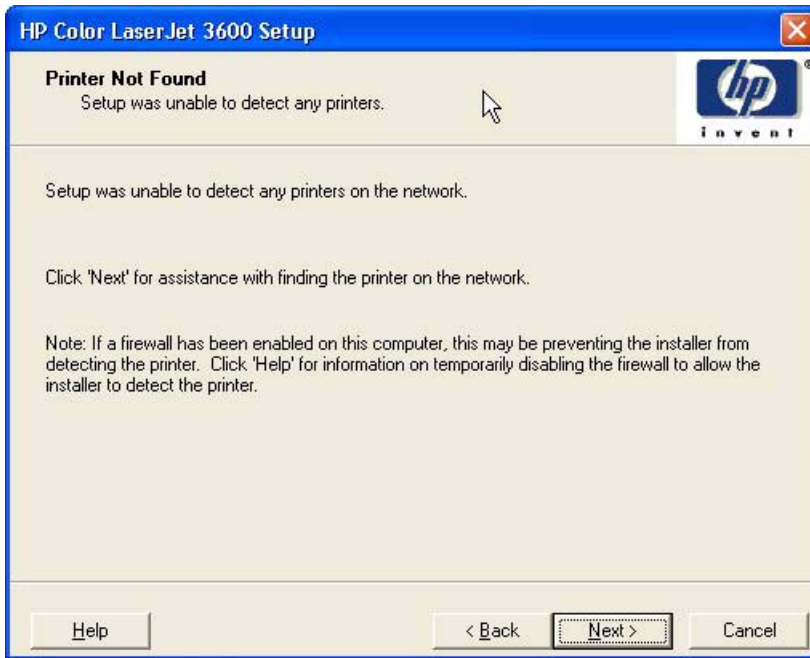 HP Color LaserJet 3600 Setup
Printer Not Found
Setup was unable to detect any printers.
hp
®
invent
Setup was unable to detect any printers on the network.
Click 'Next' for assistance with finding the printer on the network.
Note: If a firewall has been enabled on this computer, this may be preventing the installer from
detecting the printer. Click 'Help' for information on temporarily disabling the firewall to allow the
installer to detect the printer.
Help
< Back
Next >
Cancel